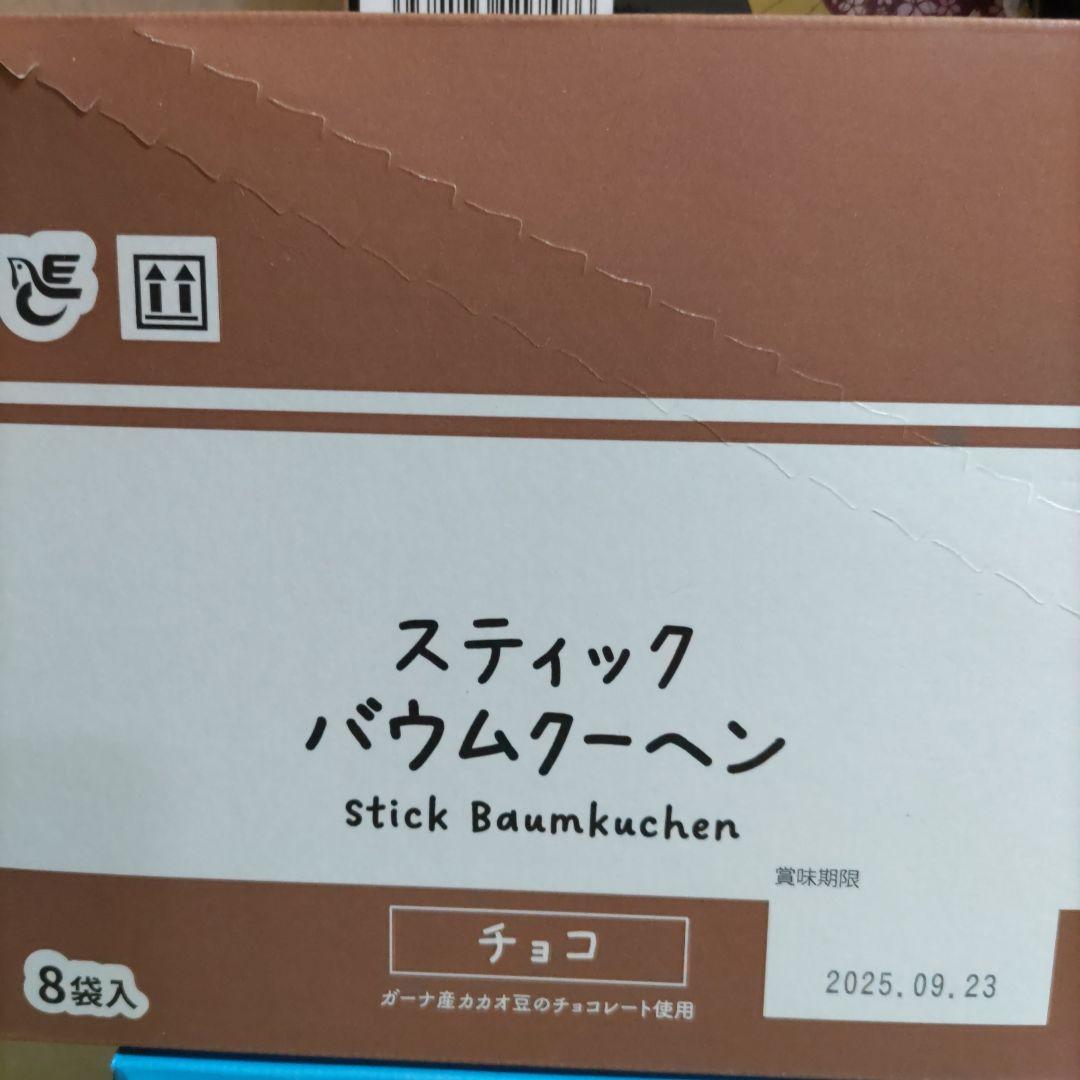 スティック
バウムクーヘン
Stick Baumkuchen
賞味期限
チョコ
2025.09.23
8袋入
ガーナ産カカオ豆のチョコレート使用